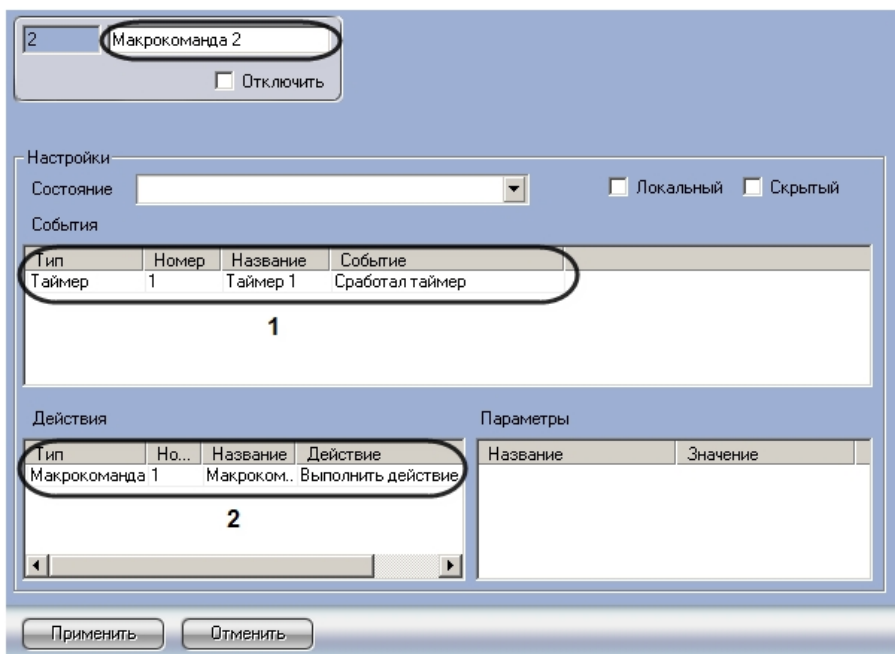 2 Макрокоманда 2
Отключить
Настройки
Состояние Локальный Скрытый
События
Тип Номер Название Событие
Таймер 1 Таймер 1 Сработал таймер
1
Действия Параметры
Тип Но... Название Действие Название Значение
Макрокоманда 1 Макроком.. Выполнить действие
2
Применить Отменить